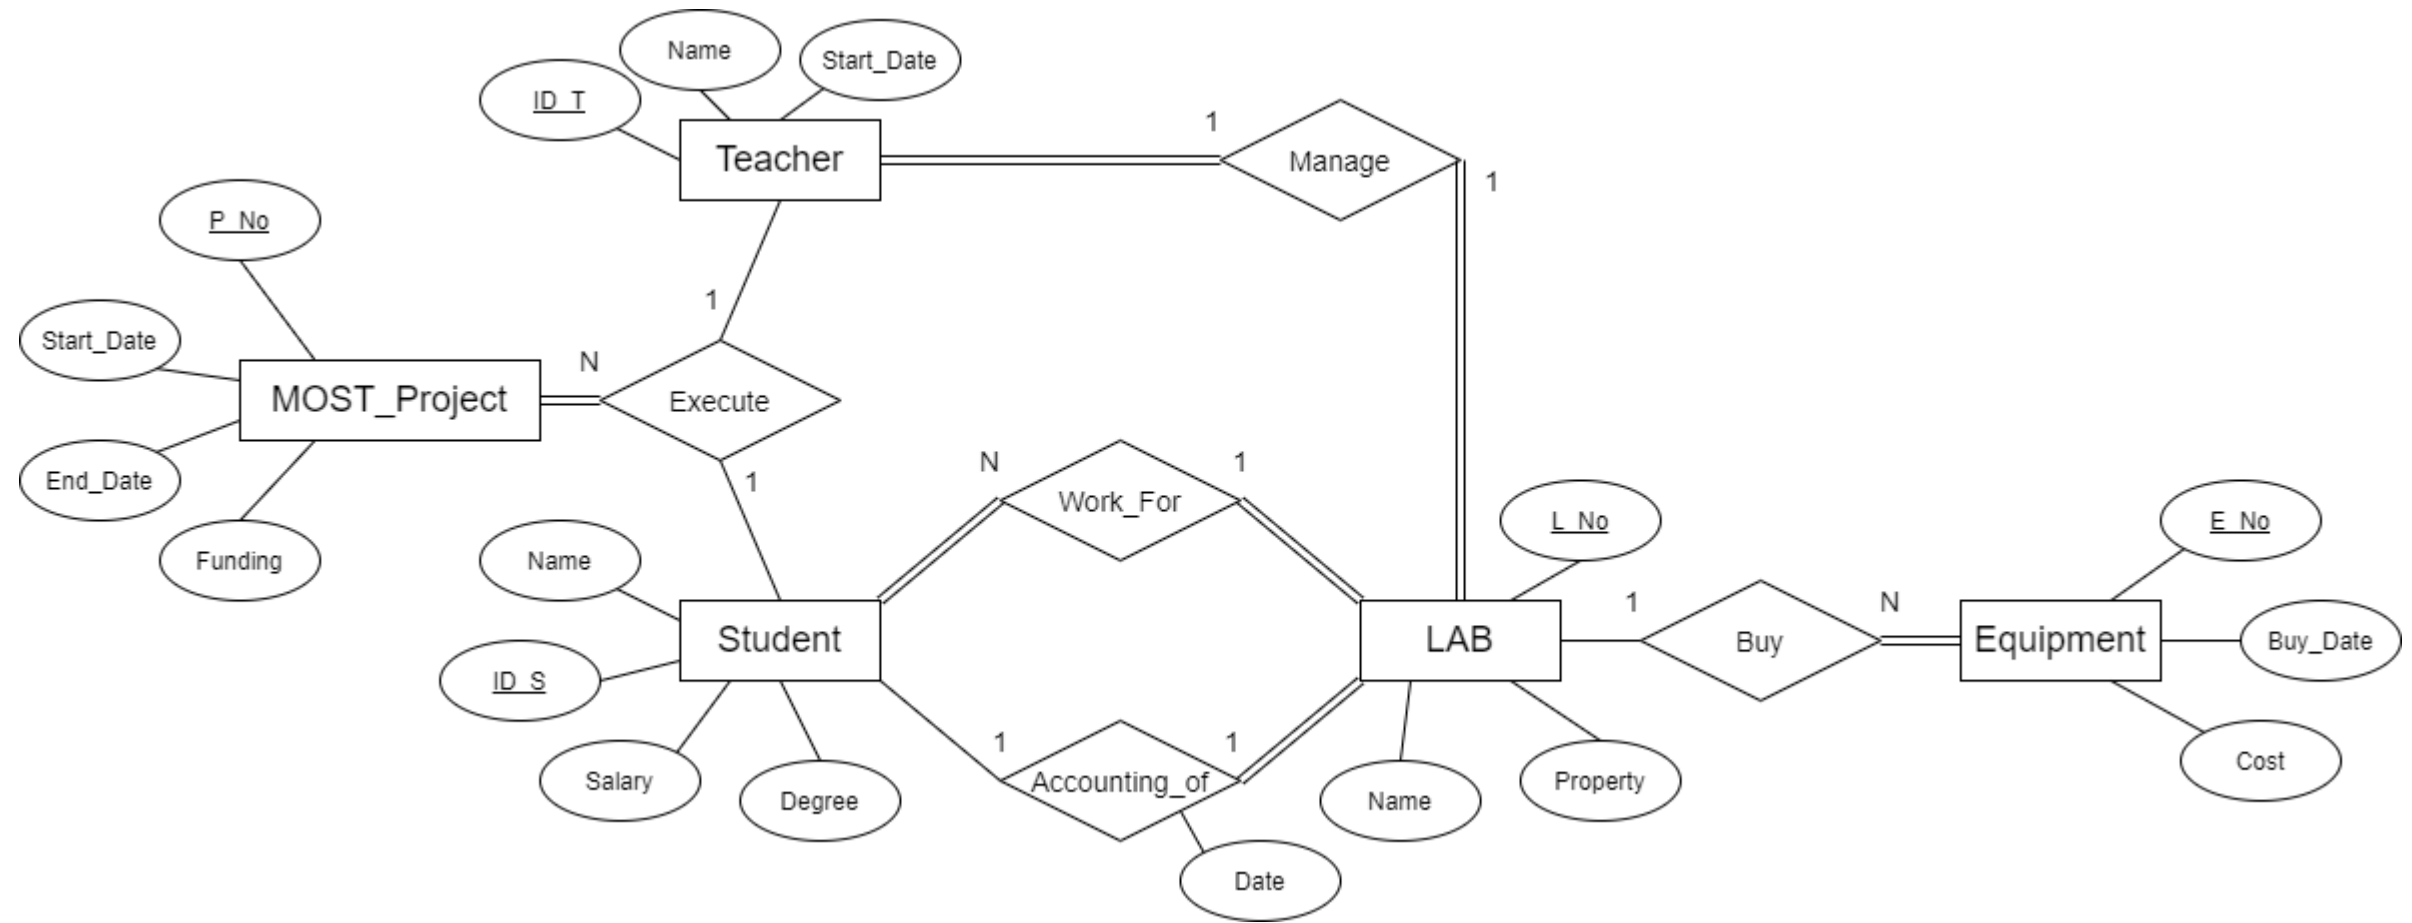 Name
Start_Date
ID_T
Teacher
1
Manage
1
P_No
1
Start_Date
N
MOST_Project
Execute
End_Date
N
1
1
Work_For
L_No
E_No
Funding
Name
1
N
Student
LAB
Buy
Equipment
Buy_Date
ID_S
1
1
Cost
Salary
Degree
Accounting_of
Name
Property
Date